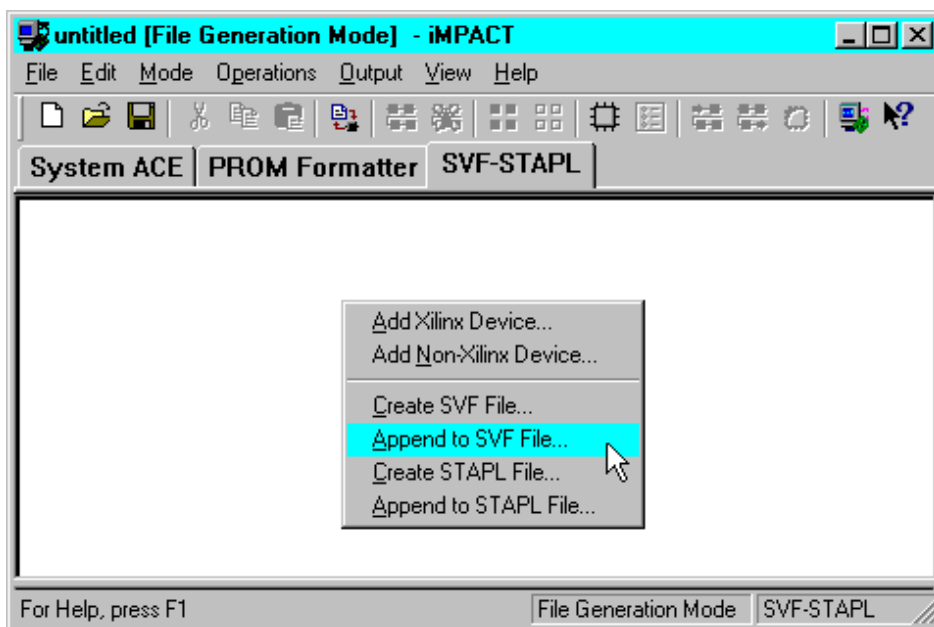 untitled [File Generation Mode] - iMPACT
File Edit Mode Operations Output View Help
System ACE PROM Formatter SVF-STAPL
Add Xilinx Device...
Add Non-Xilinx Device...
Create SVF File...
Append to SVF File...
Create STAPL File...
Append to STAPL File...
For Help, press F1 File Generation Mode SVF-STAPL